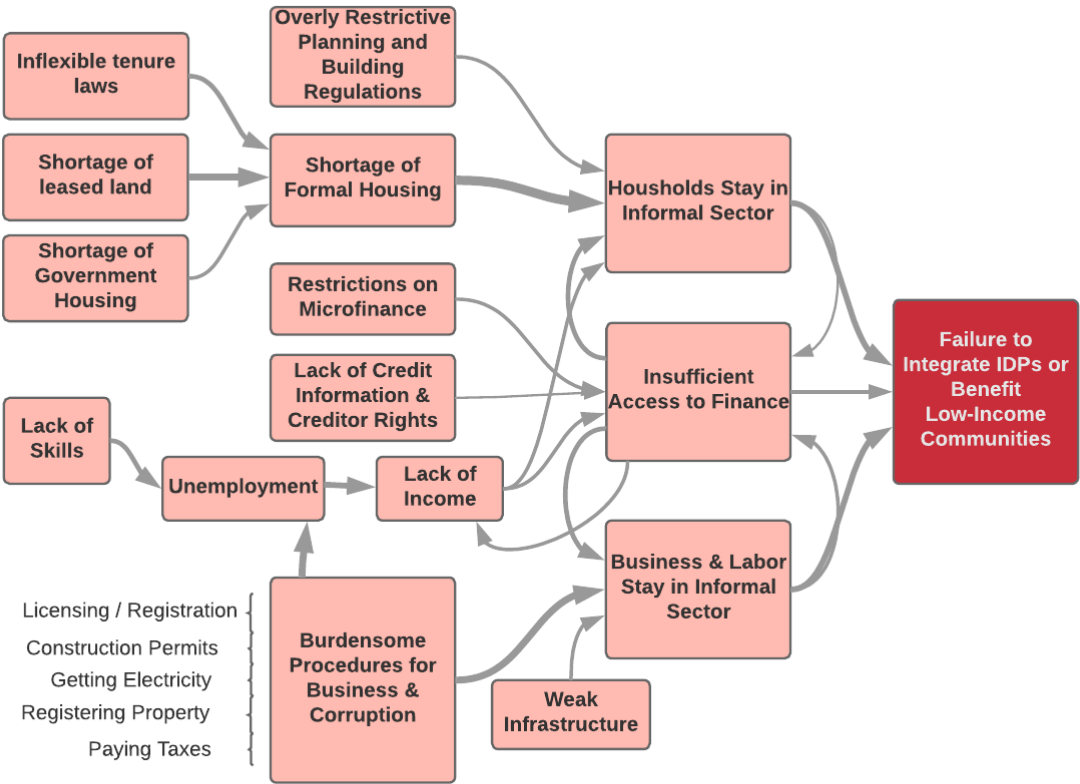 Overly Restrictive
Planning and
Building
Regulations
Inflexible tenure
laws
Shortage of
leased land
Shortage of
Formal Housing
Housholds Stay in
Informal Sector
Shortage of
Government
Housing
Restrictions on
Microfinance
Lack of Credit
Information &
Creditor Rights
Insufficient
Access to Finance
Failure to
Integrate IDPs or
Benefit
Low-Income
Communities
Lack of
Skills
Unemployment
Lack of
Income
Business & Labor
Stay in Informal
Sector
Licensing / Registration
Construction Permits
Getting Electricity
Registering Property
Paying Taxes
Burdensome
Procedures for
Business &
Corruption
Weak
Infrastructure